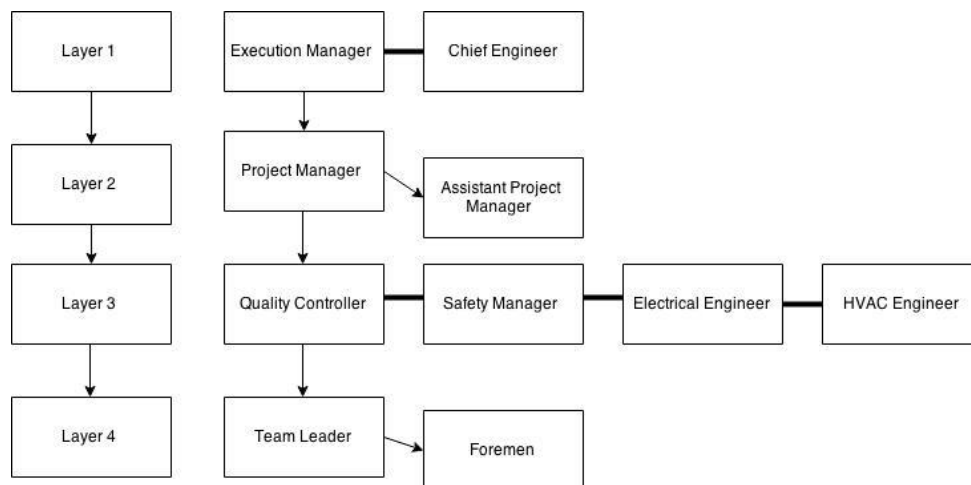 Layer 1
Execution Manager
Chief Engineer
Layer 2
Project Manager
Assistant Project
Manager
Layer 3
Quality Controller
Safety Manager
Electrical Engineer
HVAC Engineer
Layer 4
Team Leader
Foremen